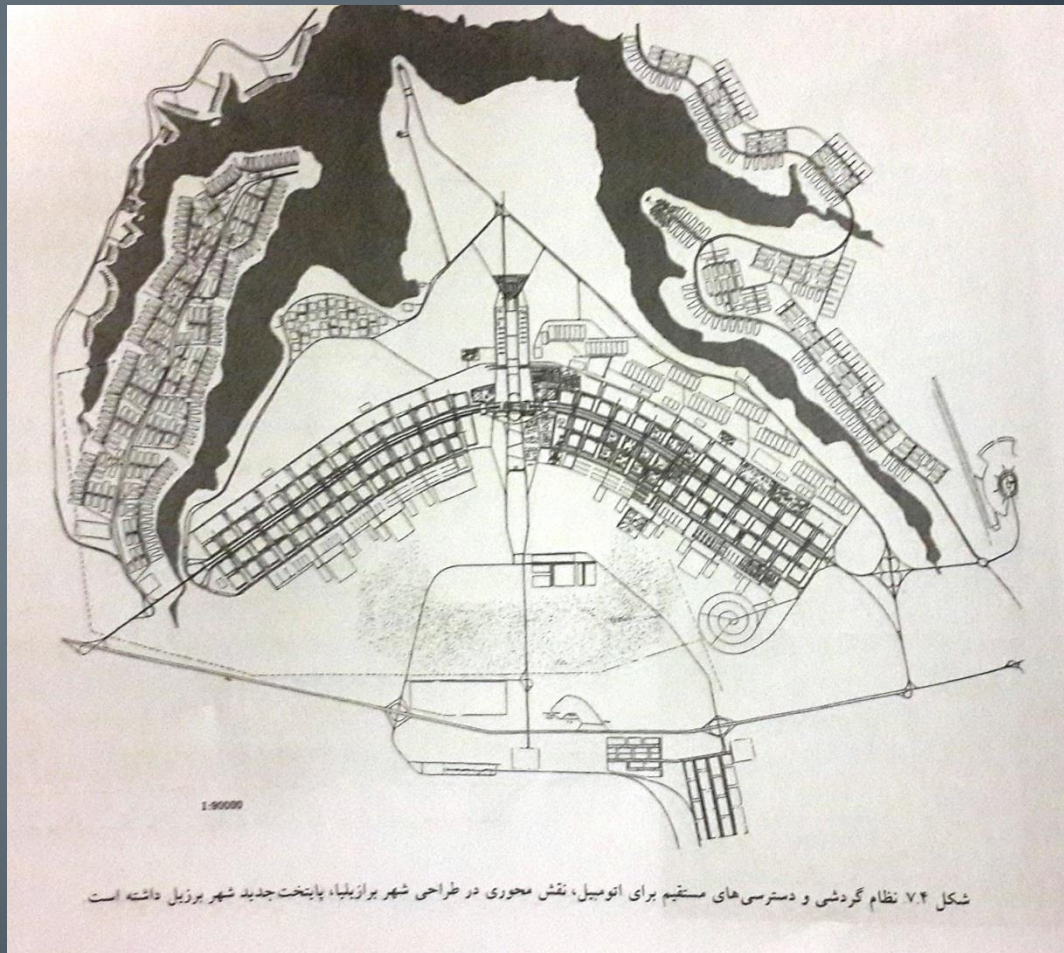 1:90000
شکل ۷.۴. نظام گردشی و دسترسی‌های مستقیم برای اتومبیل، نقش محوری در طراحی شهر برازیلیا، پایتخت جدید شهر برزیل داشته است